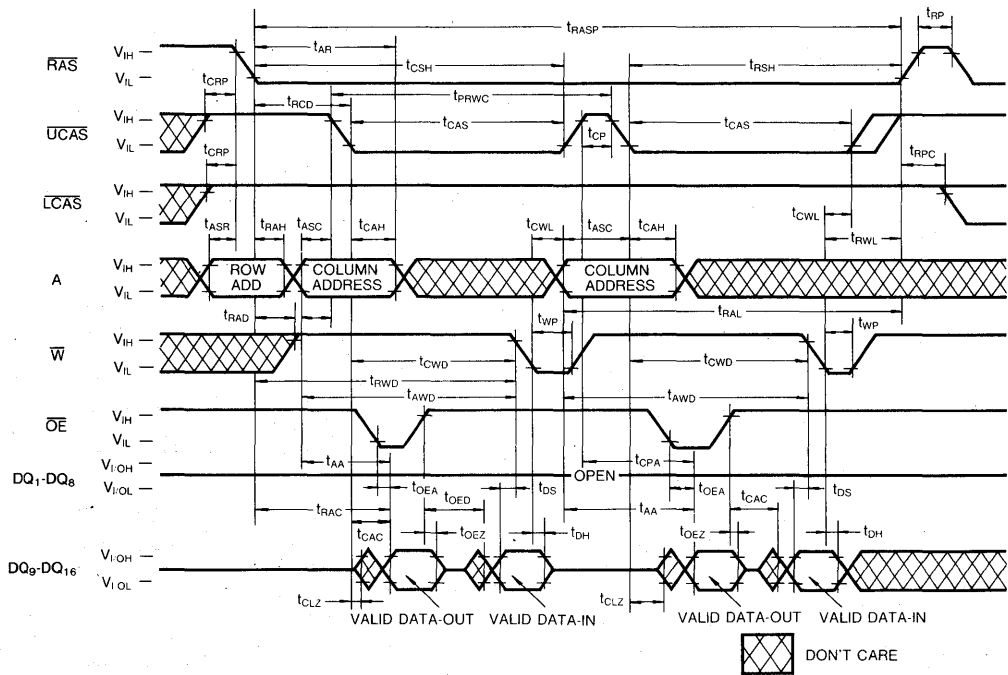 tRASP
tRP
tAR
RAS
VIH
VIL
tCSH
tRSH
tCRP
tRCD
tPRWC
UCAS
VIH
VIL
tCAS
tCP
tCAS
tCRP
tRPC
LCAS
VIH
VIL
tCWL
tASR
tRAH
tASC
tCAH
tCWL
tASC
tCAH
tRWL
A
VIH
VIL
ROW
ADD
COLUMN
ADDRESS
COLUMN
ADDRESS
tRAD
tWP
tRAL
tWP
W
VIH
VIL
tCWD
tCWD
tRWD
tAWD
tAWD
OE
VIH
VIL
tAA
tCPA
DQ1-DQ8
VI/OH
VI/OL
OPEN
tOEA
tOED
tDS
tOEA
tCAC
tDS
tRAC
tAA
tCAC
tOEZ
tDH
tOEZ
tDH
DQ9-DQ16
VI/OH
VI/OL
tCLZ
tCLZ
VALID DATA-OUT
VALID DATA-IN
VALID DATA-OUT
VALID DATA-IN
DON'T CARE